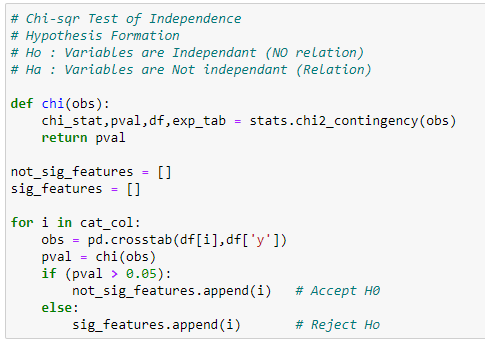 # Chi-sqr Test of Independence
# Hypothesis Formation
# Ho : Variables are Independant (NO relation)
# Ha : Variables are Not independant (Relation)
def chi(obs):
    chi_stat,pval,df,exp_tab = stats.chi2_contingency(obs)
    return pval
not_sig_features = []
sig_features = []
for i in cat_col:
    obs = pd.crosstab(df[i],df['y'])
    pval = chi(obs)
    if (pval > 0.05):
        not_sig_features.append(i)   # Accept H0
    else:
        sig_features.append(i)       # Reject Ho